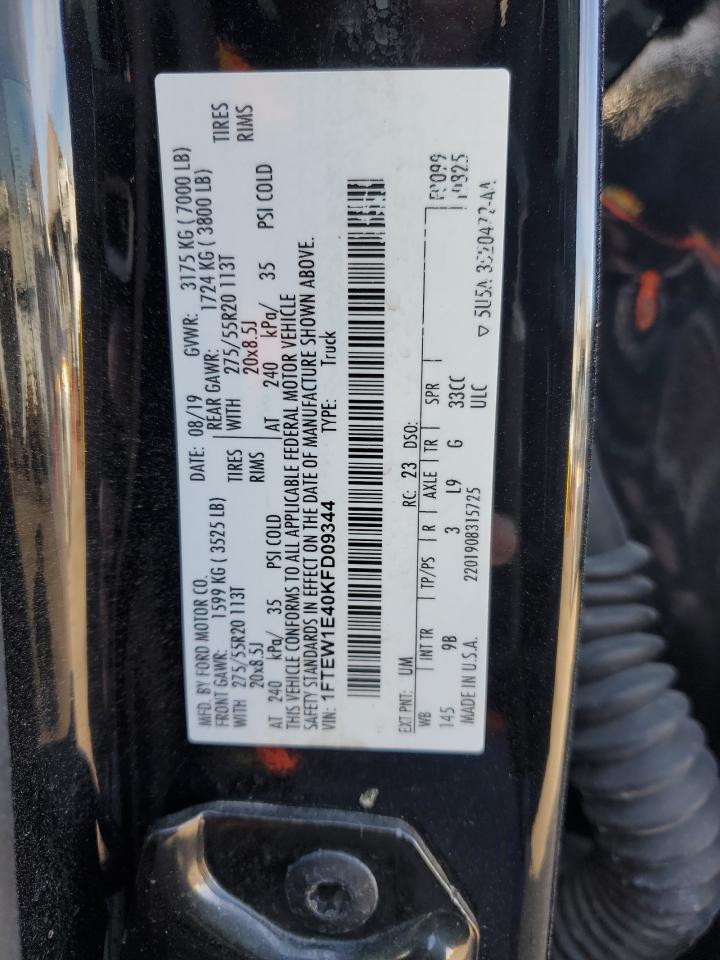 MFD. BY FORD MOTOR CO. DATE: 08/19 GVWR: 3175 KG ( 7000 LB)
FRONT GAWR: 1599 KG ( 3525 LB) REAR GAWR: 1724 KG ( 3800 LB)
WITH 275/55R20 113T TIRES WITH 275/55R20 113T TIRES
20x8.5J RIMS 20x8.5J RIMS
AT 240 kPa/ 35 PSI COLD AT 240 kPa/ 35 PSI COLD
THIS VEHICLE CONFORMS TO ALL APPLICABLE FEDERAL MOTOR VEHICLE
SAFETY STANDARDS IN EFFECT ON THE DATE OF MANUFACTURE SHOWN ABOVE.
VIN: 1FTEW1E40KFD09344 TYPE: Truck
EXT PNT: UM RC: 23 DSO:
WB INT TR TP/PS R AXLE TR SPR
145 9B 3 L9 G 33CC
MADE IN U.S.A. 2201908315725 ULC